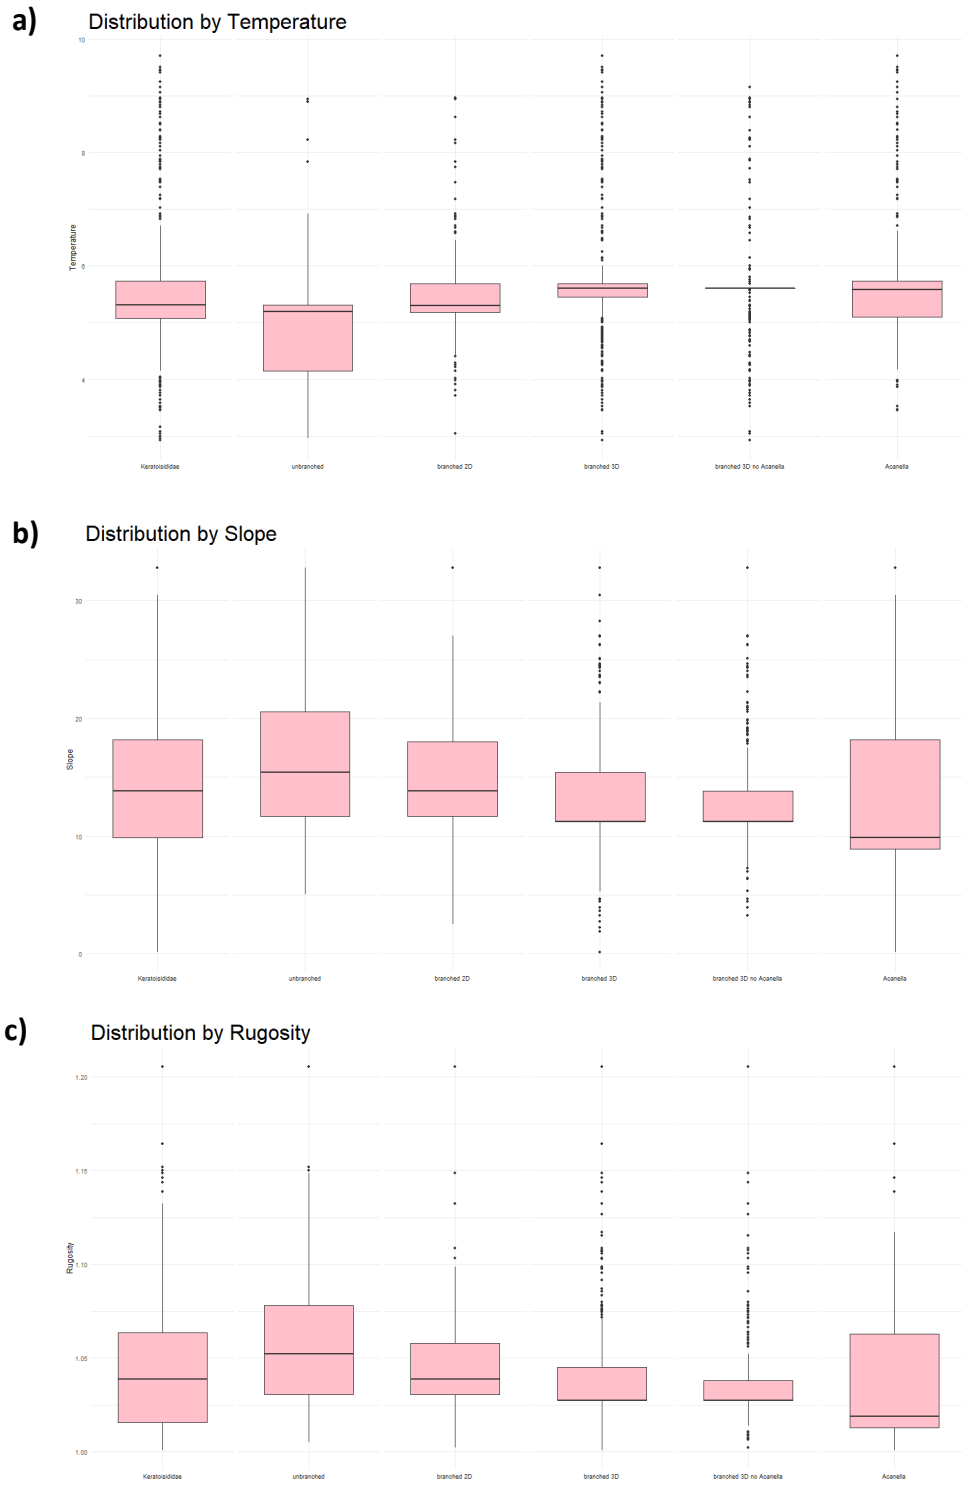 a) Distribution by Temperature
10
8
6
4
Temperature
Keratoisididae unbranched branched 2D branched 3D branched 3D no Acanella Acanella
b) Distribution by Slope
30
20
10
0
Slope
Keratoisididae unbranched branched 2D branched 3D branched 3D no Acanella Acanella
c) Distribution by Rugosity
1.20
1.15
1.10
1.05
1.00
Rugosity
Keratoisididae unbranched branched 2D branched 3D branched 3D no Acanella Acanella